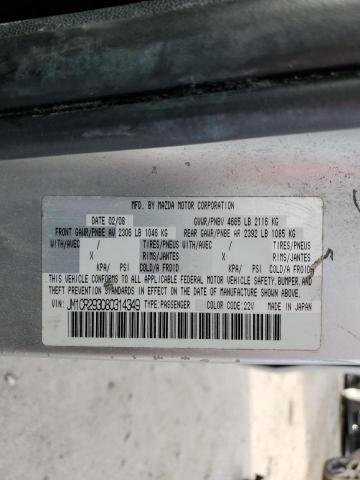 MFD. BY MAZDA MOTOR CORPORATION
DATE 02/08 GVWR/PNBV 4665 LB 2116 KG
FRONT GAWR/PNBE AV 2306 LB 1046 KG REAR GAWR/PNBE AR 2392 LB 1085 KG
WITH/AVEC / TIRES/PNEUS WITH/AVEC / TIRES/PNEUS
X RIMS/JANTES X RIMS/JANTES
KPA/ PSI COLD/A FROID KPA/ PSI COLD/A FROID
THIS VEHICLE CONFORMS TO ALL APPLICABLE FEDERAL MOTOR VEHICLE SAFETY, BUMPER, AND
THEFT PREVENTION STANDARDS IN EFFECT ON THE DATE OF MANUFACTURE SHOWN ABOVE.
JM1CR293080314349 TYPE:PASSENGER COLOR CODE:22V MADE IN JAPAN